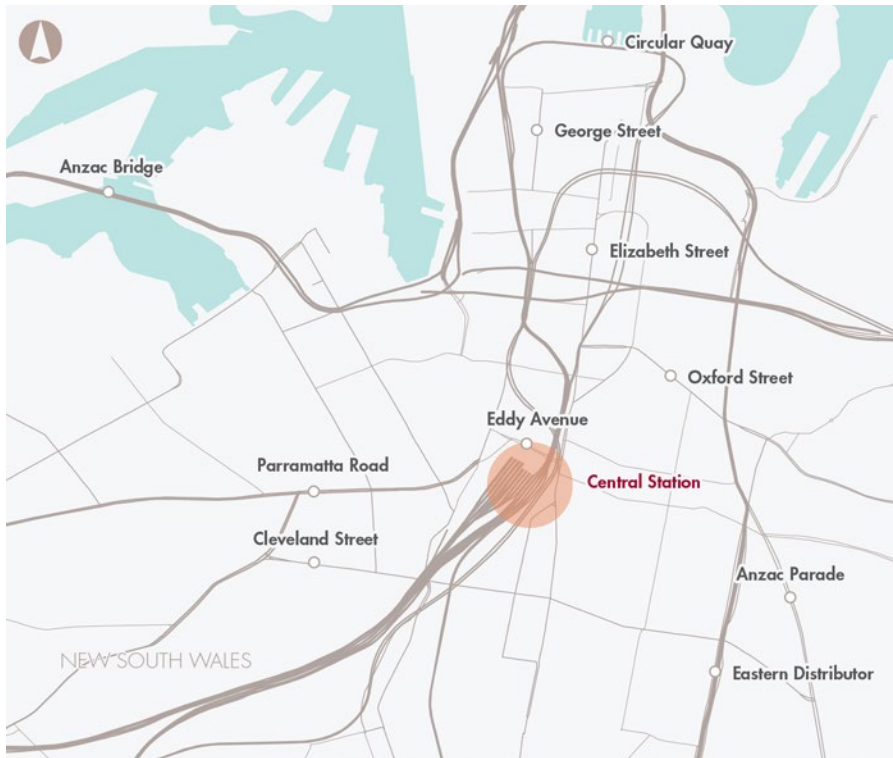 Circular Quay
George Street
Anzac Bridge
Elizabeth Street
Oxford Street
Eddy Avenue
Parramatta Road
Central Station
Cleveland Street
Anzac Parade
NEW SOUTH WALES
Eastern Distributor